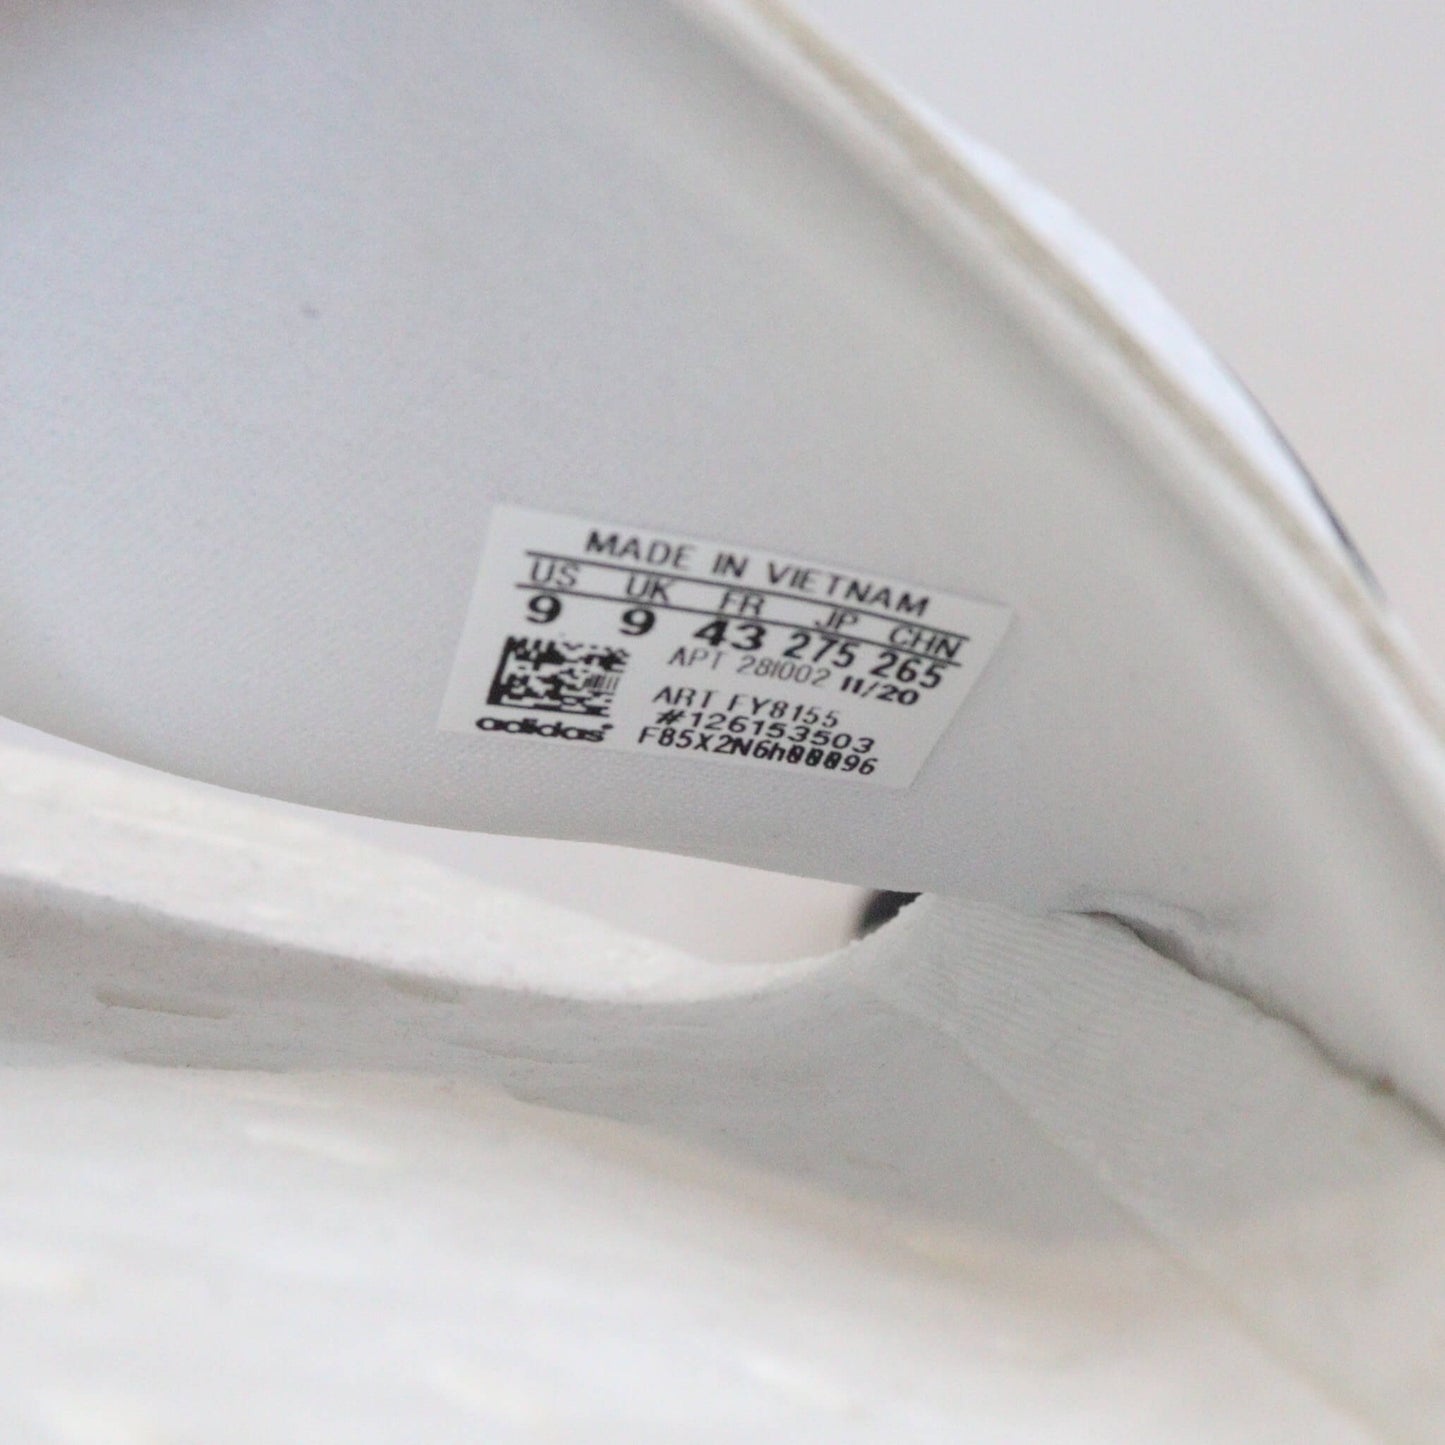 MADE IN VIETNAM
US UK FR JP CHN
9 9 43 275 265
APT 281002 11/20
ART FY8155
#126153503
F85X2N6h00096
adidas